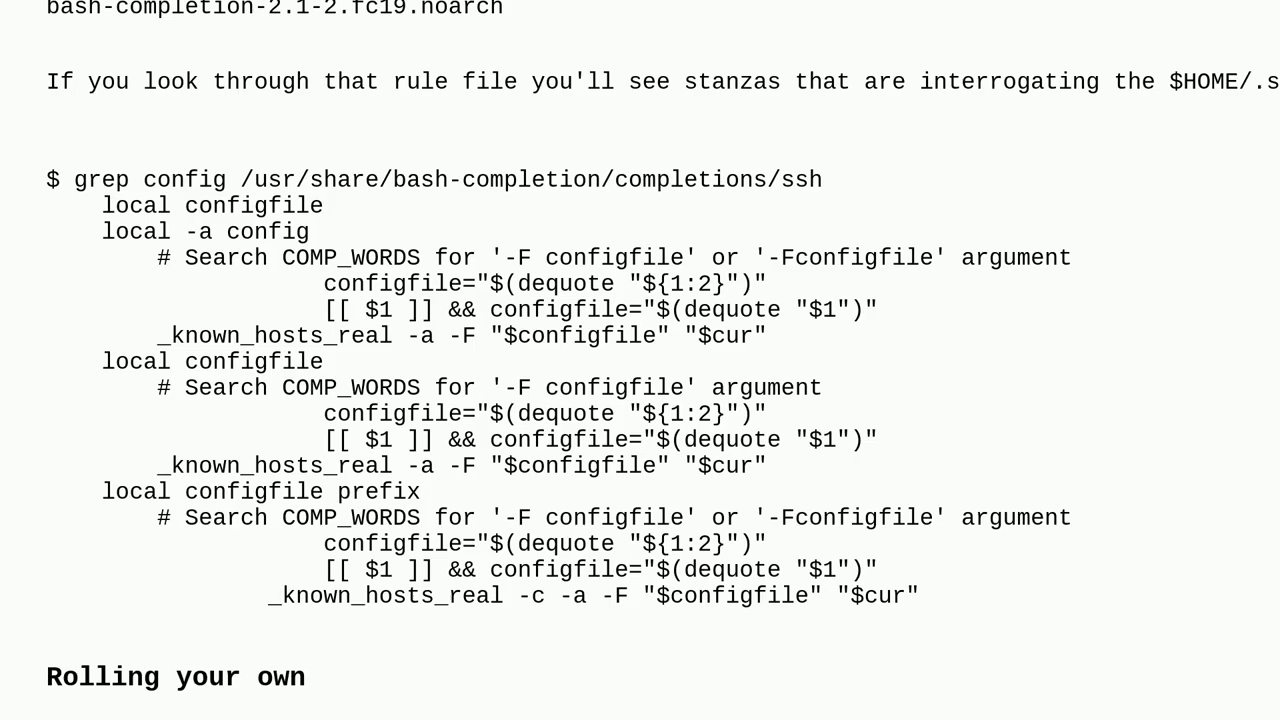 bash-completion-2.1-2.fc19.noarch
If you look through that rule file you'll see stanzas that are interrogating the $HOME/.s
$ grep config /usr/share/bash-completion/completions/ssh
    local configfile
    local -a config
        # Search COMP_WORDS for '-F configfile' or '-Fconfigfile' argument
                    configfile="$(dequote "${1:2}")"
                    [[ $1 ]] && configfile="$(dequote "$1")"
        _known_hosts_real -a -F "$configfile" "$cur"
    local configfile
        # Search COMP_WORDS for '-F configfile' argument
                    configfile="$(dequote "${1:2}")"
                    [[ $1 ]] && configfile="$(dequote "$1")"
        _known_hosts_real -a -F "$configfile" "$cur"
    local configfile prefix
        # Search COMP_WORDS for '-F configfile' or '-Fconfigfile' argument
                    configfile="$(dequote "${1:2}")"
                    [[ $1 ]] && configfile="$(dequote "$1")"
                _known_hosts_real -c -a -F "$configfile" "$cur"
Rolling your own